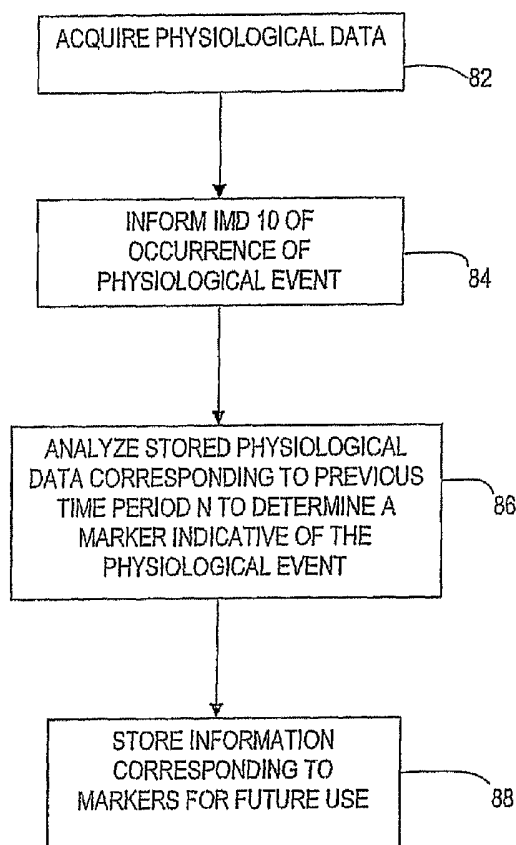 ACQUIRE PHYSIOLOGICAL DATA
82
INFORM IMD 10 OF
OCCURRENCE OF
PHYSIOLOGICAL EVENT
84
ANALYZE STORED PHYSIOLOGICAL
DATA CORRESPONDING TO PREVIOUS
TIME PERIOD N TO DETERMINE A
MARKER INDICATIVE OF THE
PHYSIOLOGICAL EVENT
86
STORE INFORMATION
CORRESPONDING TO
MARKERS FOR FUTURE USE
88